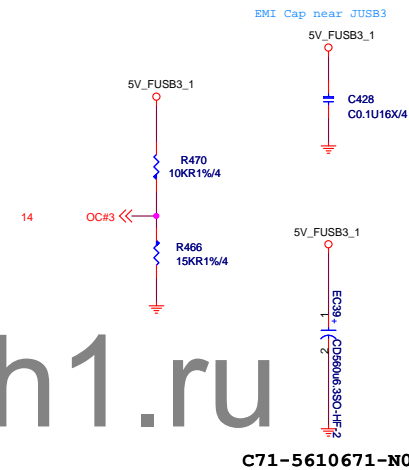 EMI Cap near JUSB3
5V_FUSB3_1
C428
C0.1U16X/4
5V_FUSB3_1
R470
10KR1%/4
14
OC#3
R466
15KR1%/4
5V_FUSB3_1
1
EC39
+
2
CD560u6.3SO-HF-2
h1.ru
C71-5610671-N0